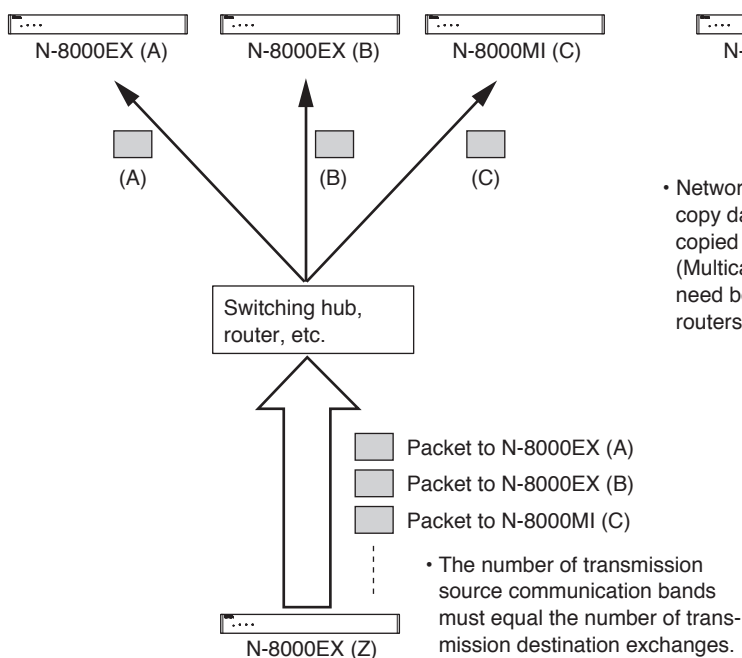 N-8000EX (A)
N-8000EX (B)
N-8000MI (C)
N-
(A)
(B)
(C)
• Networ
copy da
copied
(Multica
need b
routers
Switching hub,
router, etc.
Packet to N-8000EX (A)
Packet to N-8000EX (B)
Packet to N-8000MI (C)
• The number of transmission
source communication bands
must equal the number of trans-
mission destination exchanges.
N-8000EX (Z)